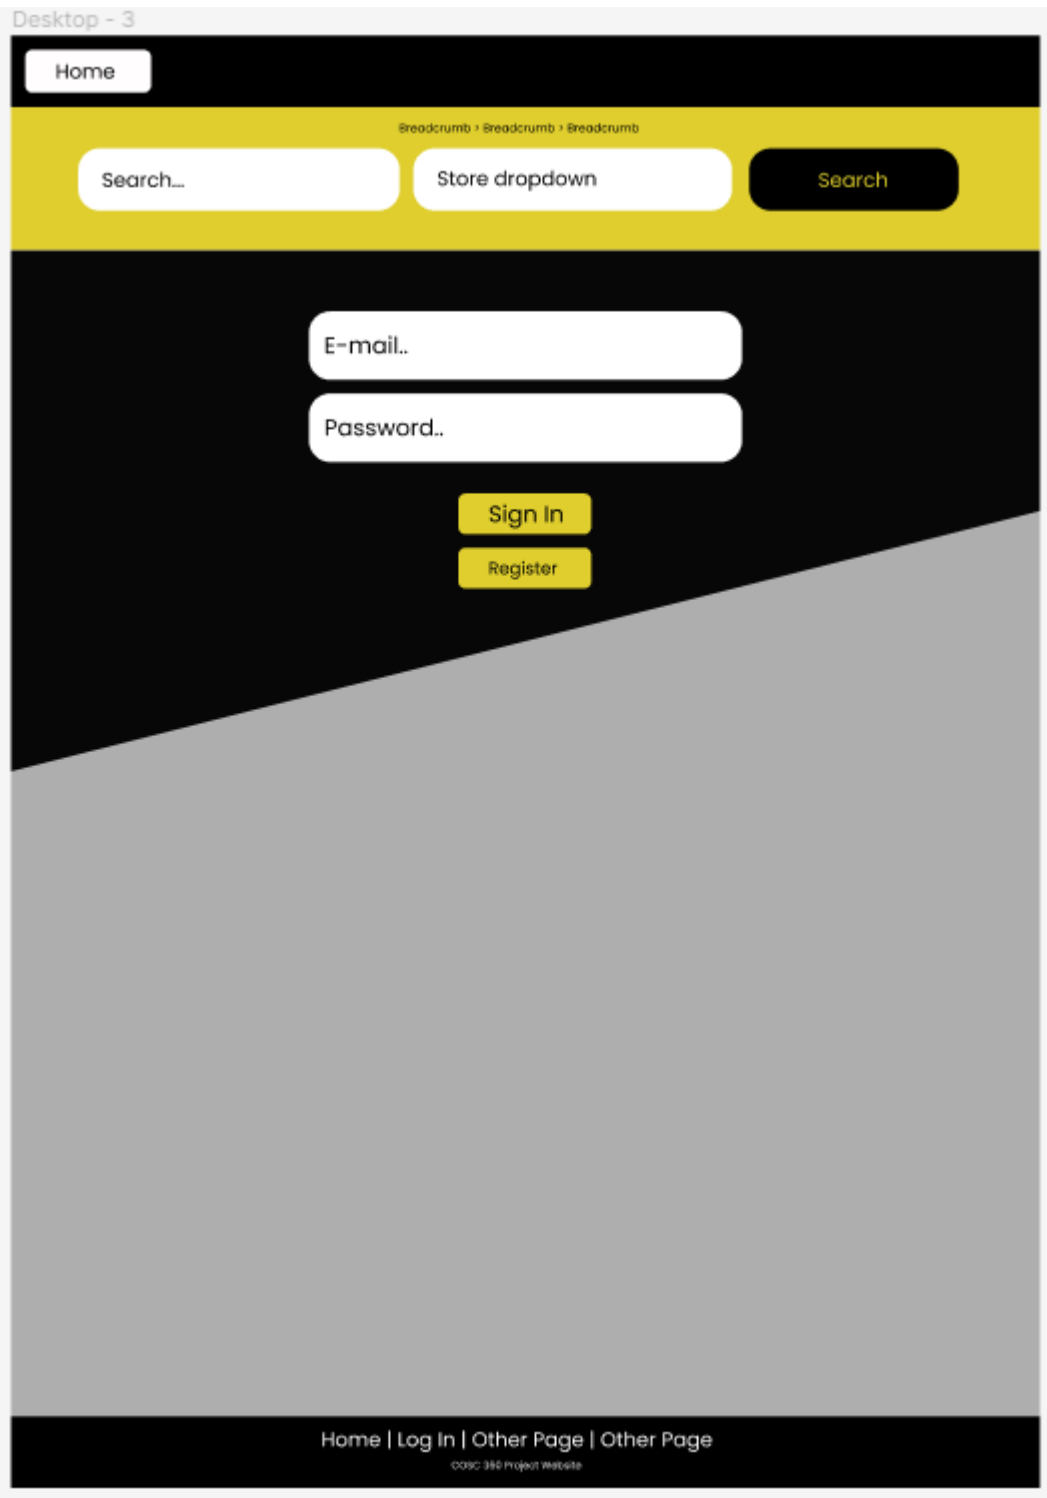 Desktop - 3
Home
Breadcrumb > Breadcrumb > Breadcrumb
Search...
Store dropdown
Search
E-mail..
Password..
Sign In
Register
Home | Log In | Other Page | Other Page
COSC 360 Project Website